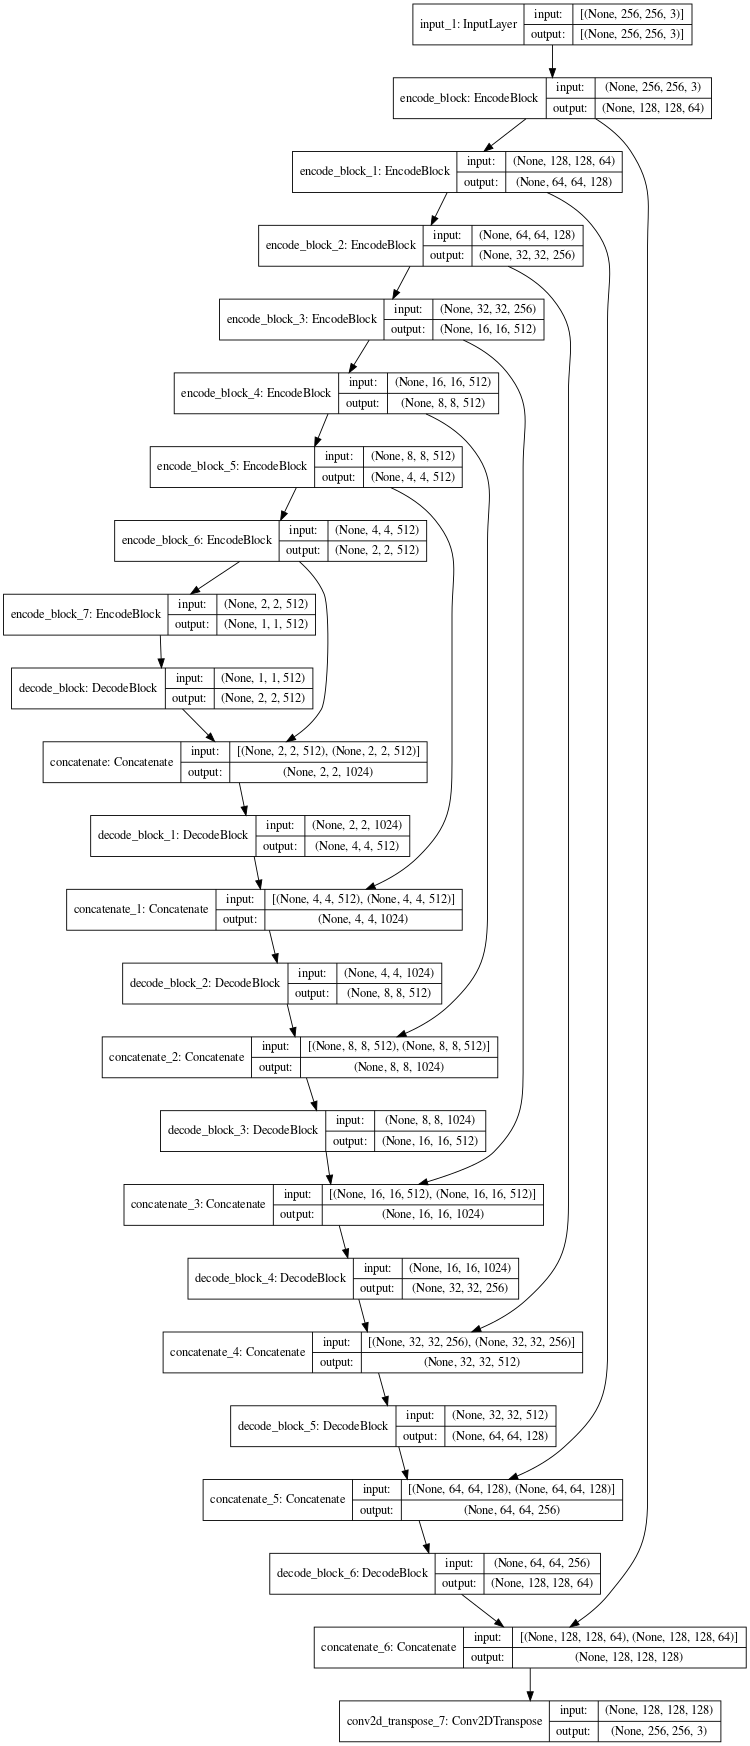 input_1: InputLayer
input: [(None, 256, 256, 3)]
output: [(None, 256, 256, 3)]
encode_block: EncodeBlock
input: (None, 256, 256, 3)
output: (None, 128, 128, 64)
encode_block_1: EncodeBlock
input: (None, 128, 128, 64)
output: (None, 64, 64, 128)
encode_block_2: EncodeBlock
input: (None, 64, 64, 128)
output: (None, 32, 32, 256)
encode_block_3: EncodeBlock
input: (None, 32, 32, 256)
output: (None, 16, 16, 512)
encode_block_4: EncodeBlock
input: (None, 16, 16, 512)
output: (None, 8, 8, 512)
encode_block_5: EncodeBlock
input: (None, 8, 8, 512)
output: (None, 4, 4, 512)
encode_block_6: EncodeBlock
input: (None, 4, 4, 512)
output: (None, 2, 2, 512)
encode_block_7: EncodeBlock
input: (None, 2, 2, 512)
output: (None, 1, 1, 512)
decode_block: DecodeBlock
input: (None, 1, 1, 512)
output: (None, 2, 2, 512)
concatenate: Concatenate
input: [(None, 2, 2, 512), (None, 2, 2, 512)]
output: (None, 2, 2, 1024)
decode_block_1: DecodeBlock
input: (None, 2, 2, 1024)
output: (None, 4, 4, 512)
concatenate_1: Concatenate
input: [(None, 4, 4, 512), (None, 4, 4, 512)]
output: (None, 4, 4, 1024)
decode_block_2: DecodeBlock
input: (None, 4, 4, 1024)
output: (None, 8, 8, 512)
concatenate_2: Concatenate
input: [(None, 8, 8, 512), (None, 8, 8, 512)]
output: (None, 8, 8, 1024)
decode_block_3: DecodeBlock
input: (None, 8, 8, 1024)
output: (None, 16, 16, 512)
concatenate_3: Concatenate
input: [(None, 16, 16, 512), (None, 16, 16, 512)]
output: (None, 16, 16, 1024)
decode_block_4: DecodeBlock
input: (None, 16, 16, 1024)
output: (None, 32, 32, 256)
concatenate_4: Concatenate
input: [(None, 32, 32, 256), (None, 32, 32, 256)]
output: (None, 32, 32, 512)
decode_block_5: DecodeBlock
input: (None, 32, 32, 512)
output: (None, 64, 64, 128)
concatenate_5: Concatenate
input: [(None, 64, 64, 128), (None, 64, 64, 128)]
output: (None, 64, 64, 256)
decode_block_6: DecodeBlock
input: (None, 64, 64, 256)
output: (None, 128, 128, 64)
concatenate_6: Concatenate
input: [(None, 128, 128, 64), (None, 128, 128, 64)]
output: (None, 128, 128, 128)
conv2d_transpose_7: Conv2DTranspose
input: (None, 128, 128, 128)
output: (None, 256, 256, 3)